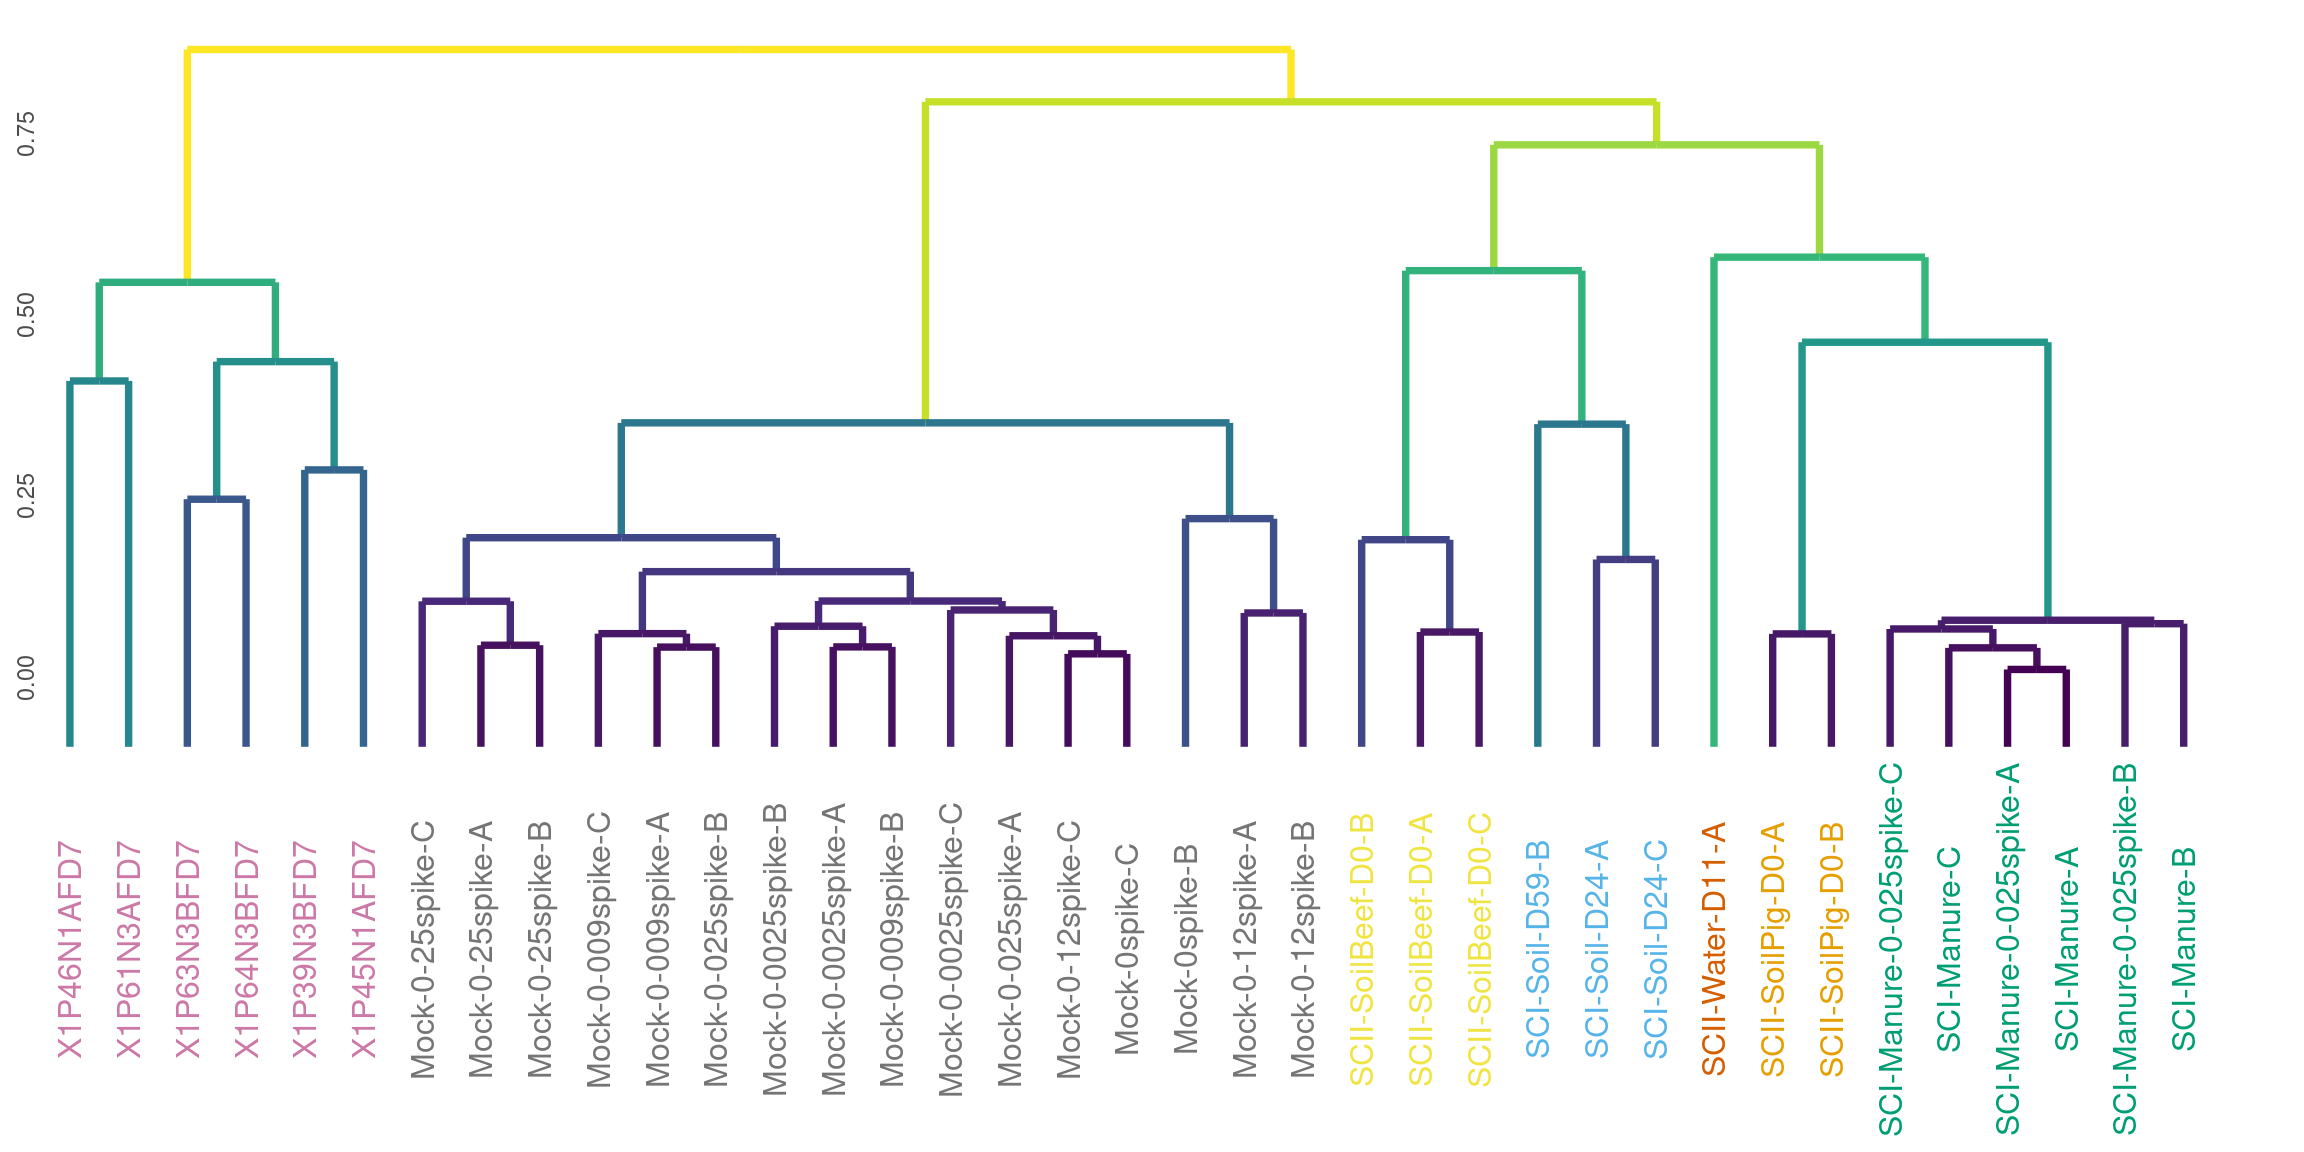 0.75
0.50
0.25
0.00
X1P46N1AFD7
X1P61N3AFD7
X1P63N3BFD7
X1P64N3BFD7
X1P39N3BFD7
X1P45N1AFD7
Mock-0-25spike-C
Mock-0-25spike-A
Mock-0-25spike-B
Mock-0-009spike-C
Mock-0-009spike-A
Mock-0-025spike-B
Mock-0-0025spike-B
Mock-0-0025spike-A
Mock-0-009spike-B
Mock-0-0025spike-C
Mock-0-025spike-A
Mock-0-12spike-C
Mock-0spike-C
Mock-0spike-B
Mock-0-12spike-A
Mock-0-12spike-B
SCII-SoilBeef-D0-B
SCII-SoilBeef-D0-A
SCII-SoilBeef-D0-C
SCI-Soil-D59-B
SCI-Soil-D24-A
SCI-Soil-D24-C
SCII-Water-D11-A
SCII-SoilPig-D0-A
SCII-SoilPig-D0-B
SCI-Manure-0-025spike-C
SCI-Manure-C
SCI-Manure-0-025spike-A
SCI-Manure-A
SCI-Manure-0-025spike-B
SCI-Manure-B